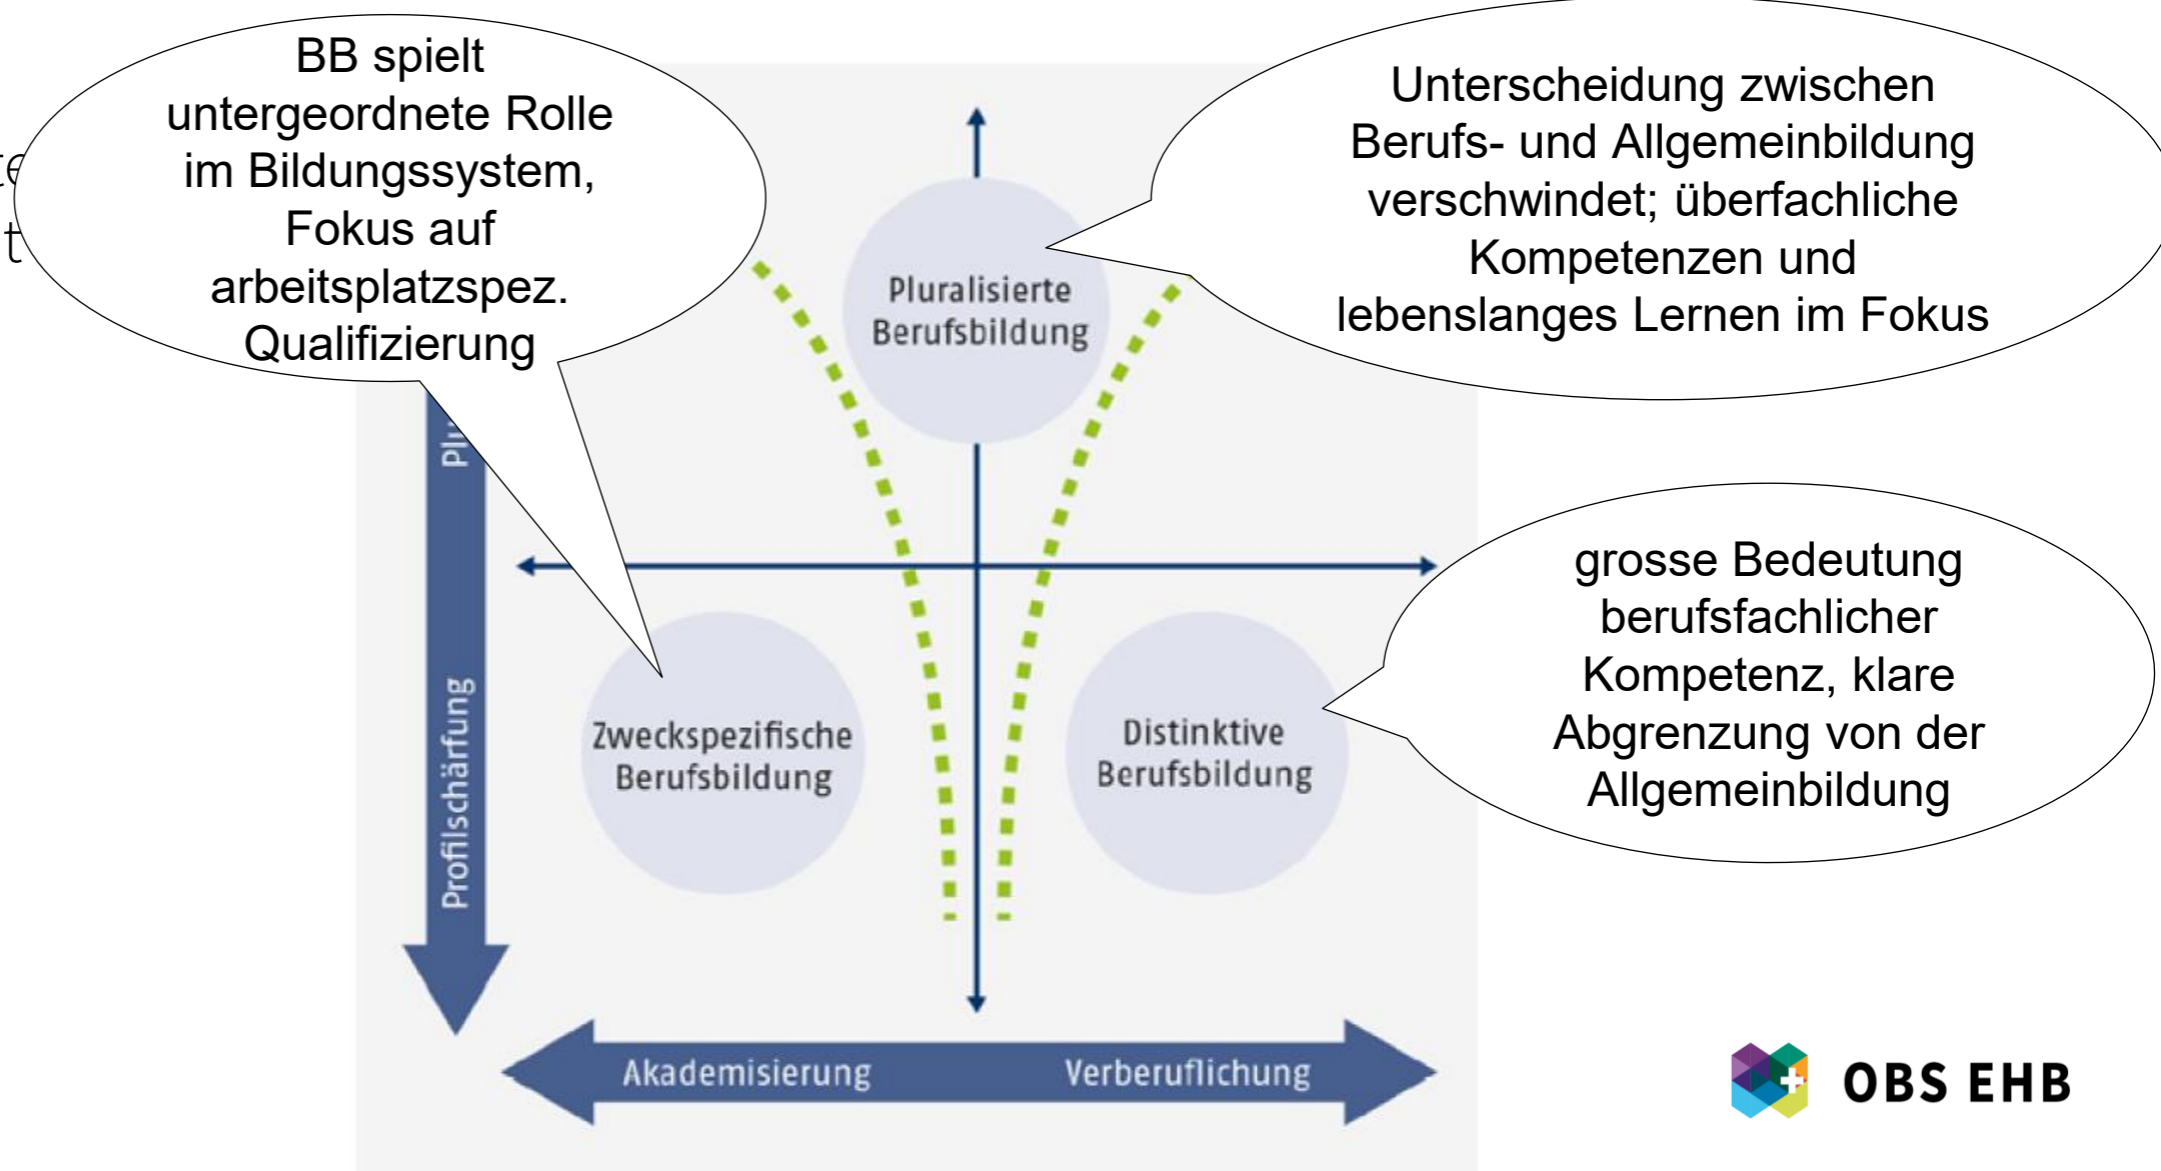 BB spielt
untergeordnete Rolle
im Bildungssystem,
Fokus auf
arbeitsplatzspez.
Qualifizierung
Unterscheidung zwischen
Berufs- und Allgemeinbildung
verschwindet; überfachliche
Kompetenzen und
lebenslanges Lernen im Fokus
Pluralisierte
Berufsbildung
grosse Bedeutung
berufsfachlicher
Kompetenz, klare
Abgrenzung von der
Allgemeinbildung
Zweckspezifische
Berufsbildung
Distinktive
Berufsbildung
Profilschärfung
Akademisierung
Verberuflichung
OBS EHB